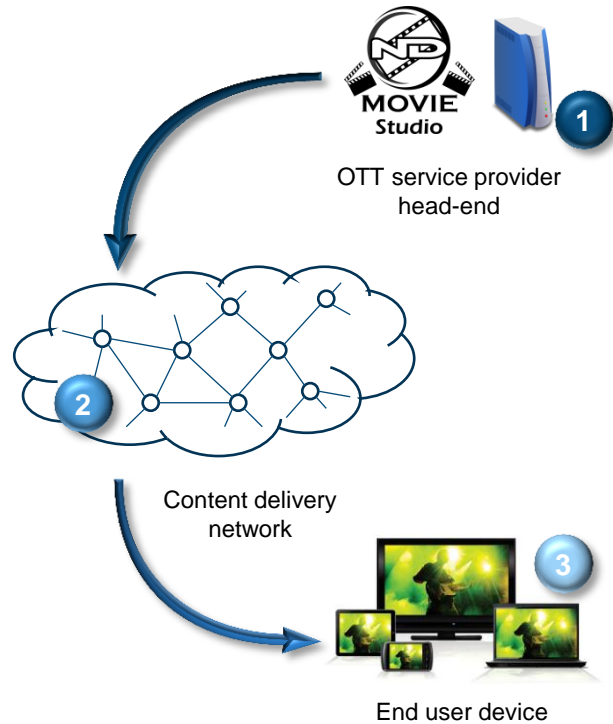 ND
MOVIE
Studio
1
OTT service provider
head-end
2
Content delivery
network
3
End user device